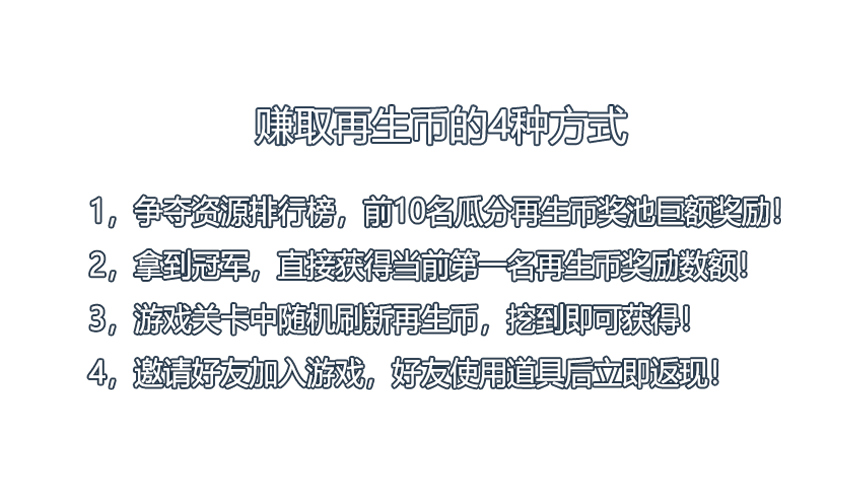 赚取再生币的4种方式
1，争夺资源排行榜，前10名瓜分再生币奖池巨额奖励！
2，拿到冠军，直接获得当前第一名再生币奖励数额！
3，游戏关卡中随机刷新再生币，挖到即可获得！
4，邀请好友加入游戏，好友使用道具后立即返现！